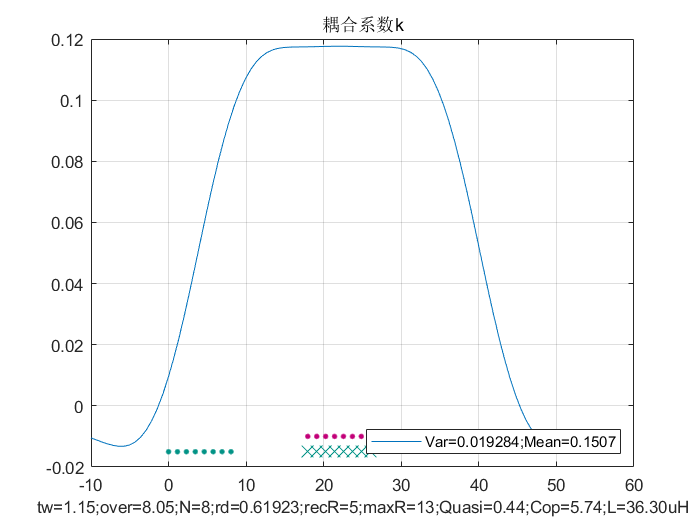 耦合系数k
0.12
0.1
0.08
0.06
0.04
0.02
0
-0.02
Var=0.019284;Mean=0.1507
-10 0 10 20 30 40 50 60
tw=1.15;over=8.05;N=8;rd=0.61923;recR=5;maxR=13;Quasi=0.44;Cop=5.74;L=36.30uH